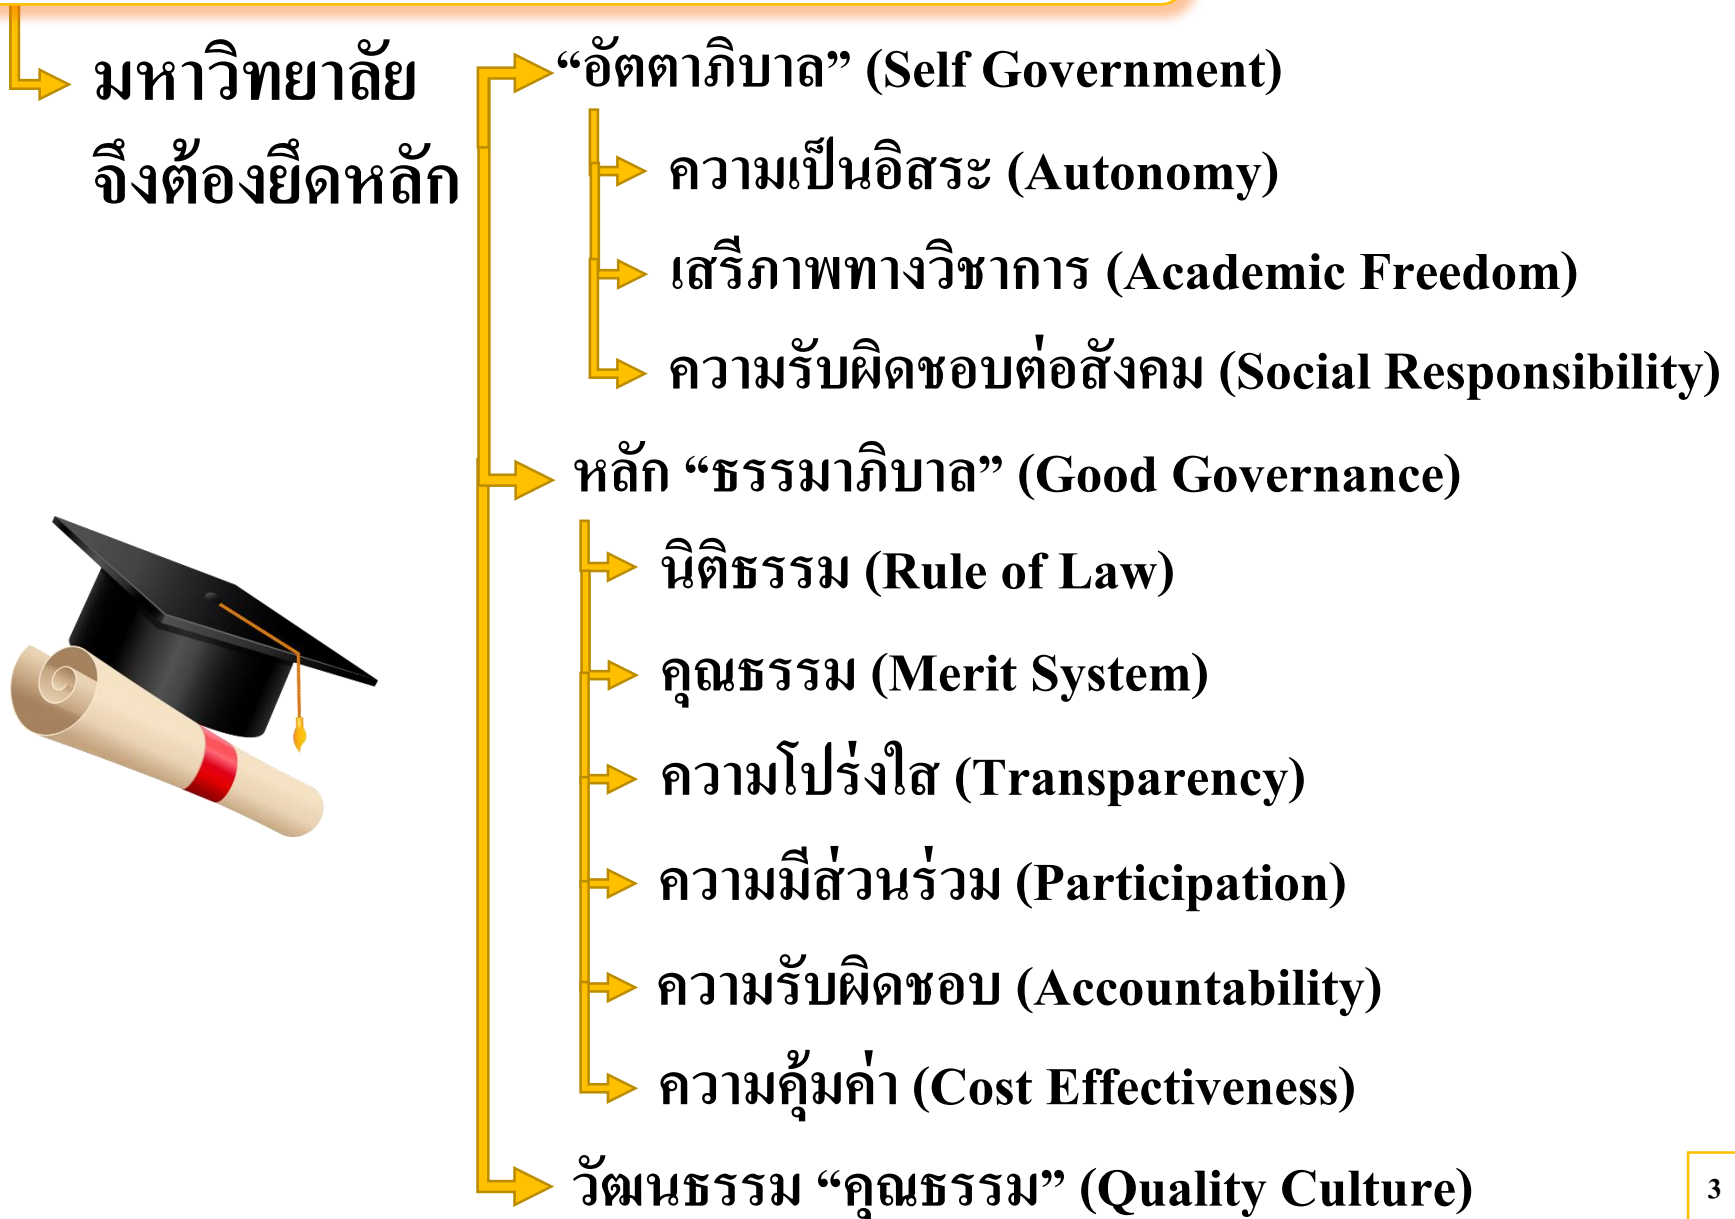 มหาวิทยาลัย
จึงต้องยึดหลัก
“อัตตาภิบาล” (Self Government)
ความเป็นอิสระ (Autonomy)
เสรีภาพทางวิชาการ (Academic Freedom)
ความรับผิดชอบต่อสังคม (Social Responsibility)
หลัก “ธรรมาภิบาล” (Good Governance)
นิติธรรม (Rule of Law)
คุณธรรม (Merit System)
ความโปร่งใส (Transparency)
ความมีส่วนร่วม (Participation)
ความรับผิดชอบ (Accountability)
ความคุ้มค่า (Cost Effectiveness)
วัฒนธรรม “คุณธรรม” (Quality Culture)
3